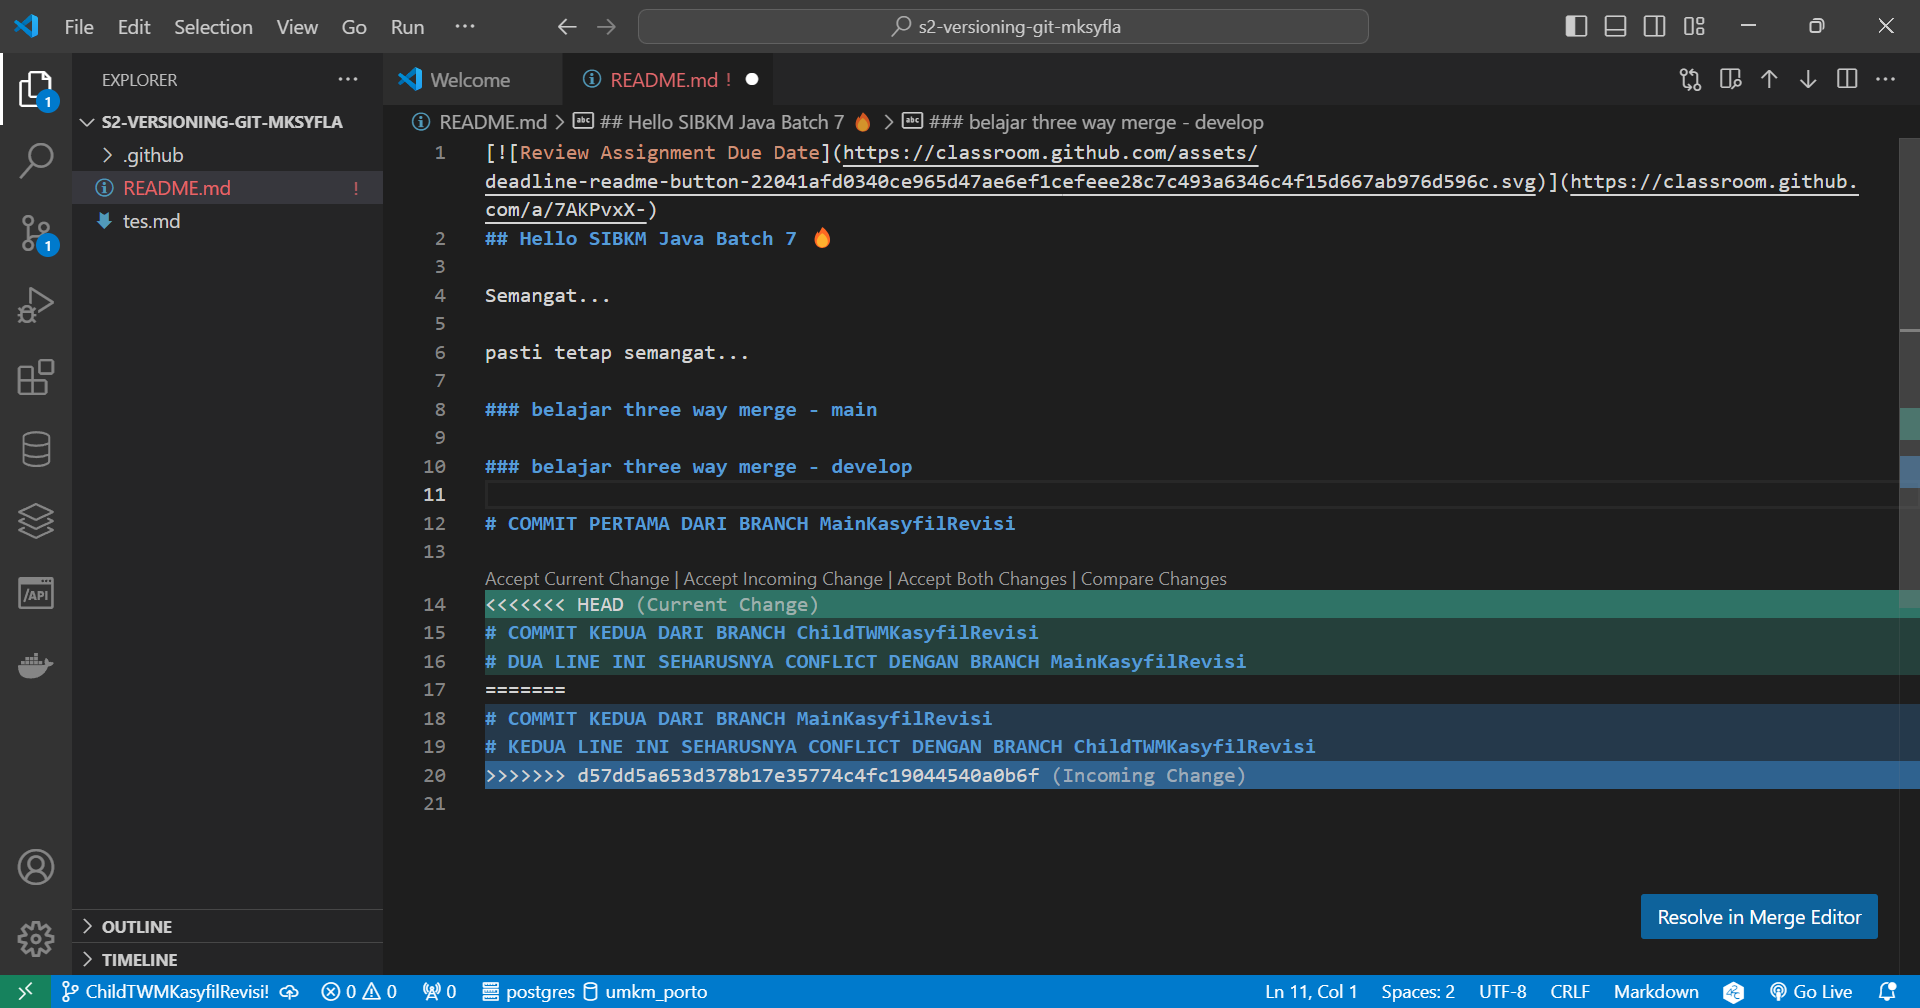 File Edit Selection View Go Run ···
s2-versioning-git-mksyfla
EXPLORER ···
Welcome
README.md ! ●
1
S2-VERSIONING-GIT-MKSYFLA
README.md > ## Hello SIBKM Java Batch 7 🔥 > ### belajar three way merge - develop
.github
README.md !
tes.md
1
1 [![Review Assignment Due Date](https://classroom.github.com/assets/
deadline-readme-button-22041afd0340ce965d47ae6ef1cefeee28c7c493a6346c4f15d667ab976d596c.svg)](https://classroom.github.
com/a/7AKPvxX-)
2 ## Hello SIBKM Java Batch 7 🔥
3
4 Semangat...
5
6 pasti tetap semangat...
7
8 ### belajar three way merge - main
9
10 ### belajar three way merge - develop
11
12 # COMMIT PERTAMA DARI BRANCH MainKasyfilRevisi
13
Accept Current Change | Accept Incoming Change | Accept Both Changes | Compare Changes
14 <<<<<<< HEAD (Current Change)
15 # COMMIT KEDUA DARI BRANCH ChildTWMKasyfilRevisi
16 # DUA LINE INI SEHARUSNYA CONFLICT DENGAN BRANCH MainKasyfilRevisi
17 =======
18 # COMMIT KEDUA DARI BRANCH MainKasyfilRevisi
19 # KEDUA LINE INI SEHARUSNYA CONFLICT DENGAN BRANCH ChildTWMKasyfilRevisi
20 >>>>>>> d57dd5a653d378b17e35774c4fc19044540a0b6f (Incoming Change)
21
/API
Resolve in Merge Editor
OUTLINE
TIMELINE
ChildTWMKasyfilRevisi! 0 0 0 postgres umkm_porto Ln 11, Col 1 Spaces: 2 UTF-8 CRLF Markdown Go Live